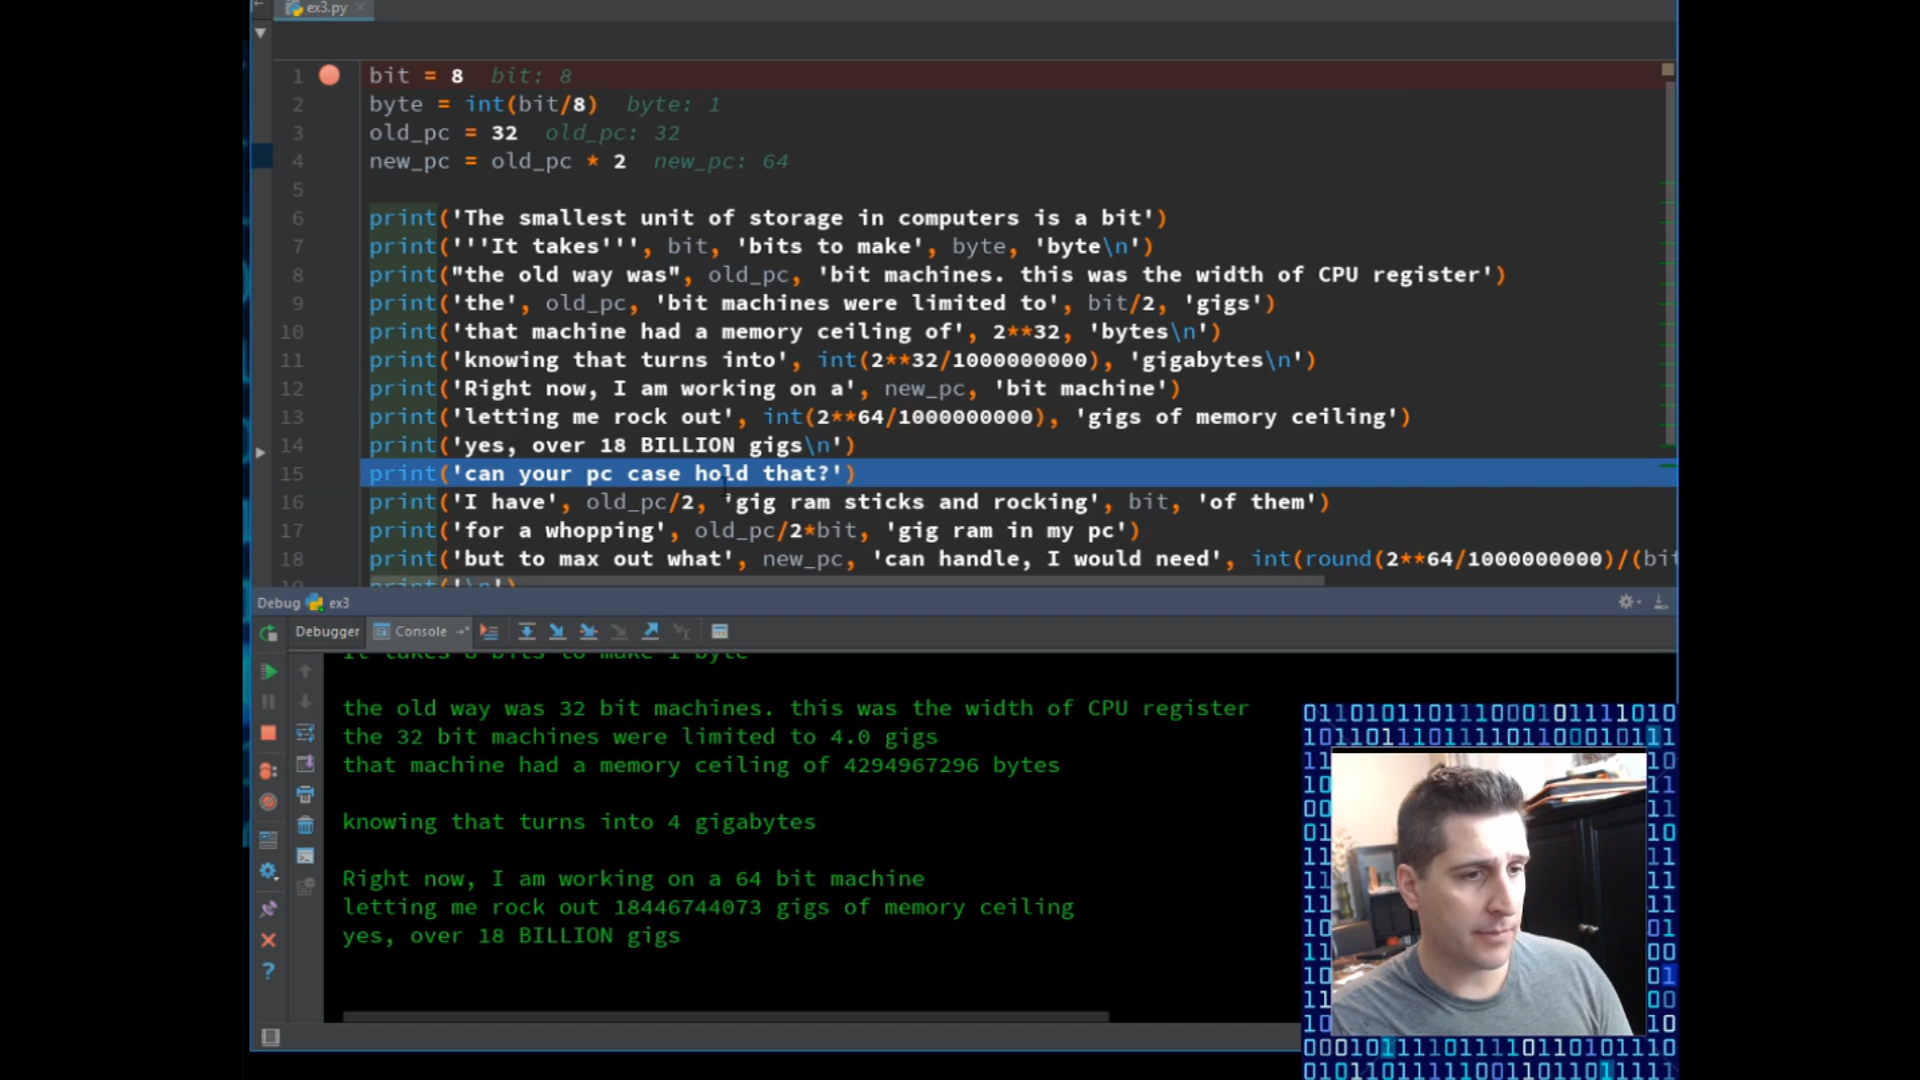 ex3.py
1 bit = 8 bit: 8
2 byte = int(bit/8) byte: 1
3 old_pc = 32 old_pc: 32
4 new_pc = old_pc * 2 new_pc: 64
5
6 print('The smallest unit of storage in computers is a bit')
7 print('''It takes''', bit, 'bits to make', byte, 'byte\n')
8 print("the old way was", old_pc, 'bit machines. this was the width of CPU register')
9 print('the', old_pc, 'bit machines were limited to', bit/2, 'gigs')
10 print('that machine had a memory ceiling of', 2**32, 'bytes\n')
11 print('knowing that turns into', int(2**32/1000000000), 'gigabytes\n')
12 print('Right now, I am working on a', new_pc, 'bit machine')
13 print('letting me rock out', int(2**64/1000000000), 'gigs of memory ceiling')
14 print('yes, over 18 BILLION gigs\n')
15 print('can your pc case hold that?')
16 print('I have', old_pc/2, 'gig ram sticks and rocking', bit, 'of them')
17 print('for a whopping', old_pc/2*bit, 'gig ram in my pc')
18 print('but to max out what', new_pc, 'can handle, I would need', int(round(2**64/1000000000)/(bit
19 print('\n')
Debug ex3
Debugger Console
It takes 8 bits to make 1 byte
the old way was 32 bit machines. this was the width of CPU register
the 32 bit machines were limited to 4.0 gigs
that machine had a memory ceiling of 4294967296 bytes
knowing that turns into 4 gigabytes
Right now, I am working on a 64 bit machine
letting me rock out 18446744073 gigs of memory ceiling
yes, over 18 BILLION gigs